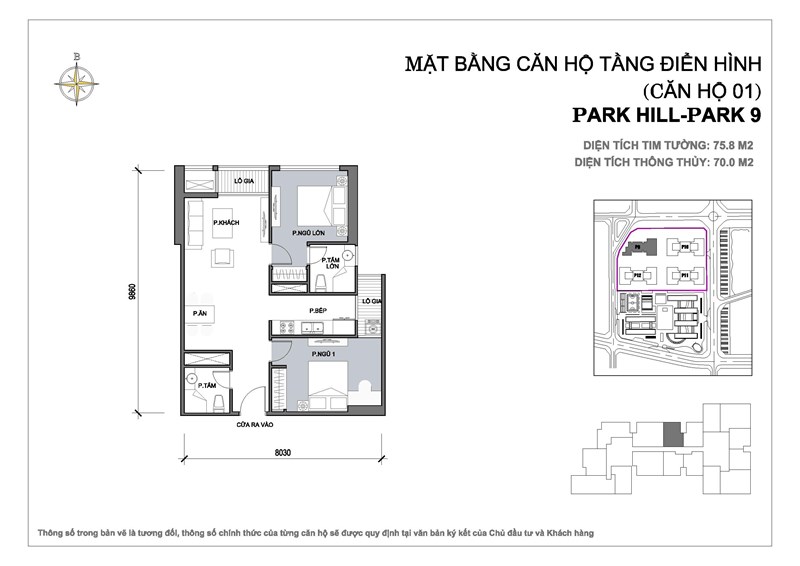 B
MẶT BẰNG CĂN HỘ TẦNG ĐIỂN HÌNH
(CĂN HỘ 01)
PARK HILL-PARK 9
DIỆN TÍCH TIM TƯỜNG: 75.8 M2
DIỆN TÍCH THÔNG THỦY: 70.0 M2
LÔ GIA
P.KHÁCH
P.NGỦ LỚN
P.TẮM
LỚN
LÔ GIA
P.ĂN
P.BẾP
P.NGỦ 1
P.TẮM
CỬA RA VÀO
9860
8030
P9
P10
P12
P11
Thông số trong bản vẽ là tương đối, thông số chính thức của từng căn hộ sẽ được quy định tại văn bản ký kết của Chủ đầu tư và Khách hàng